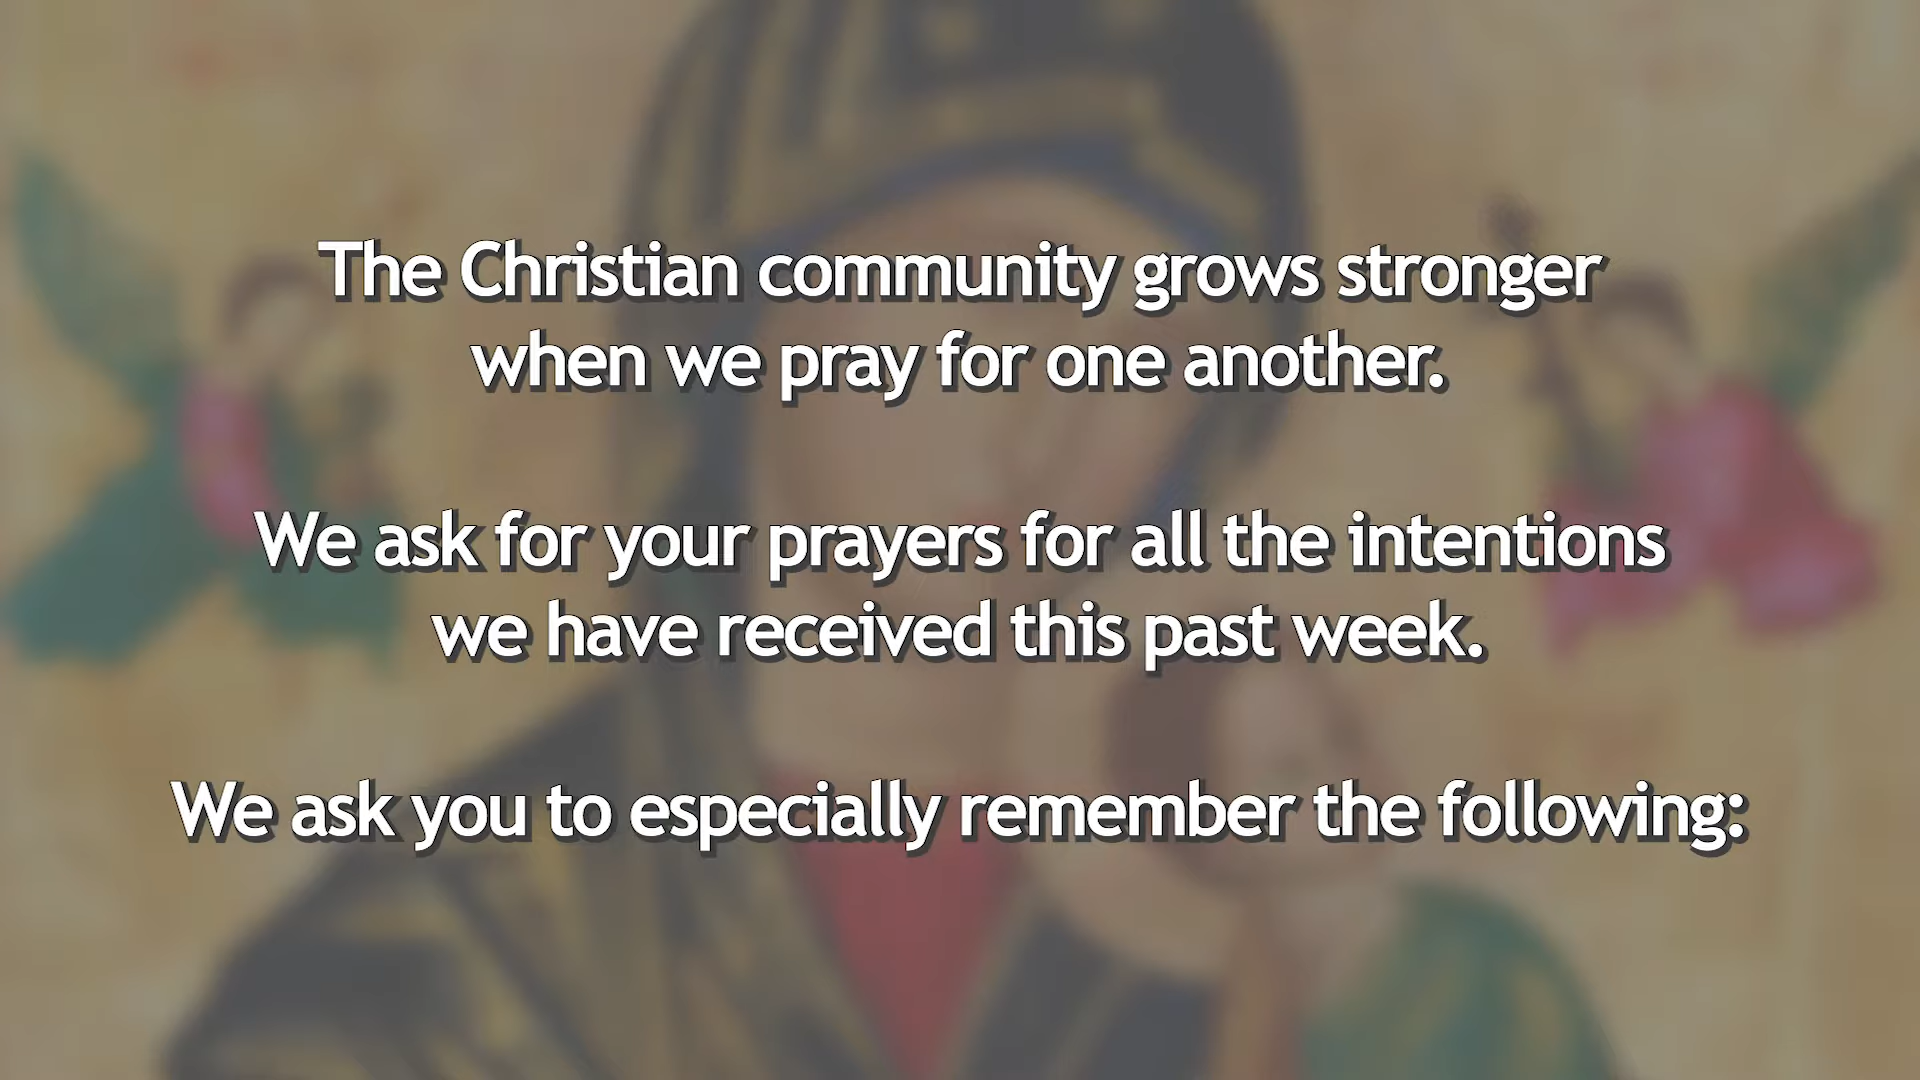 The Christian community grows stronger
when we pray for one another.
We ask for your prayers for all the intentions
we have received this past week.
We ask you to especially remember the following: